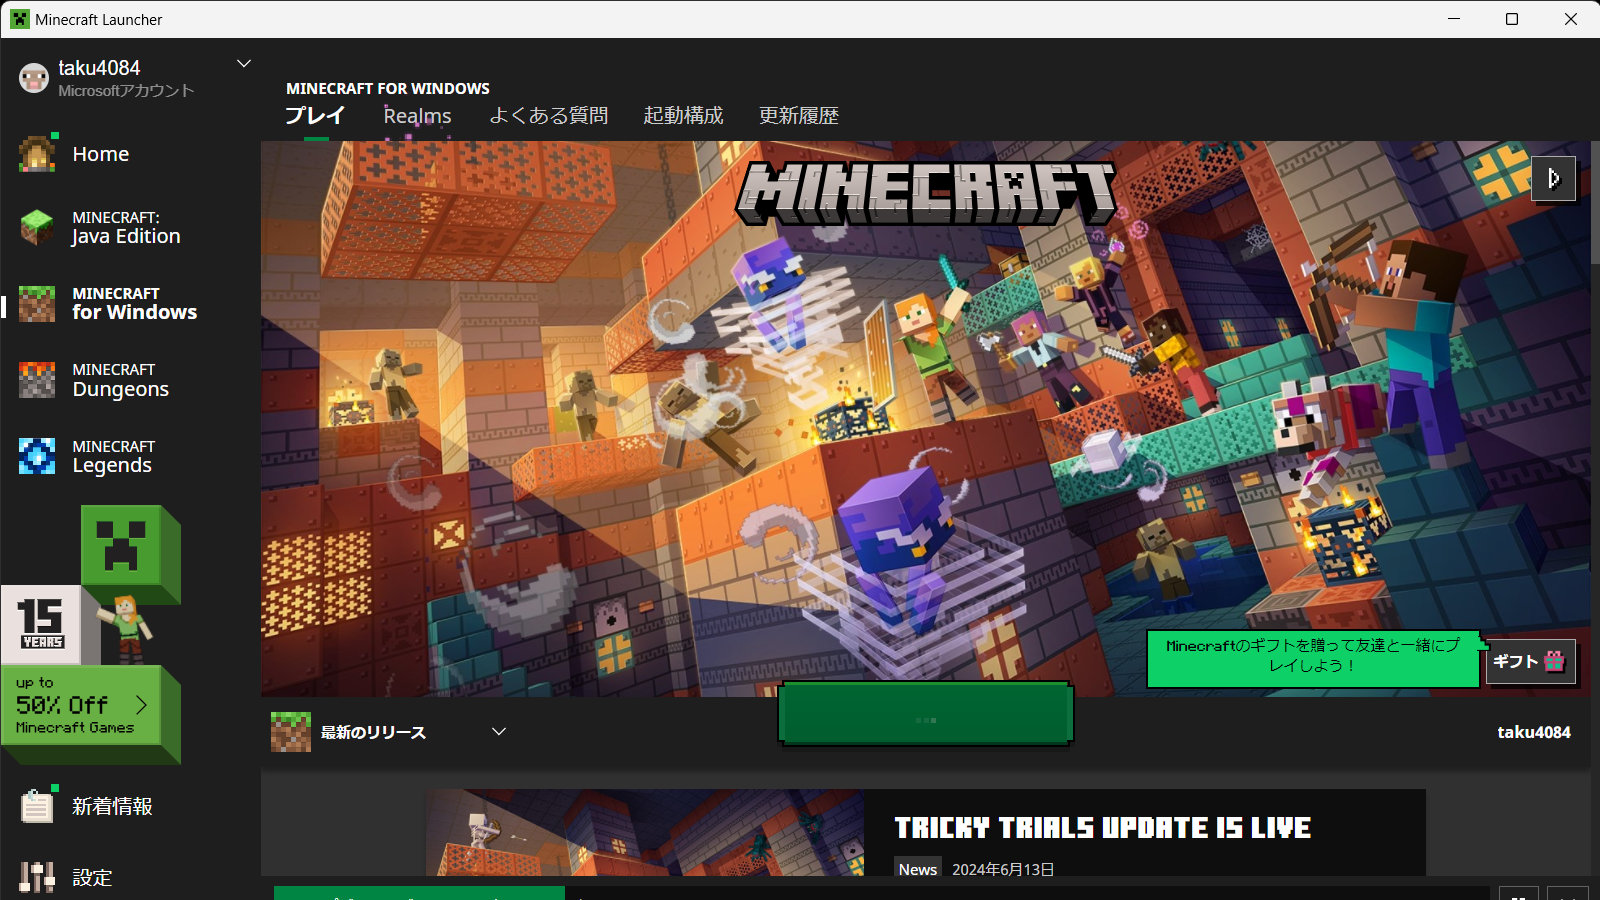 Minecraft Launcher
taku4084
Microsoftアカウント
Home
MINECRAFT:
Java Edition
MINECRAFT
for Windows
MINECRAFT
Dungeons
MINECRAFT
Legends
15
YEARS
up to
50% Off
Minecraft Games
新着情報
設定
MINECRAFT FOR WINDOWS
プレイ Realms よくある質問 起動構成 更新履歴
MINECRAFT
Minecraftのギフトを贈って友達と一緒にプ
レイしよう！
ギフト
最新のリリース
...
taku4084
TRICKY TRIALS UPDATE IS LIVE
News 2024年6月13日